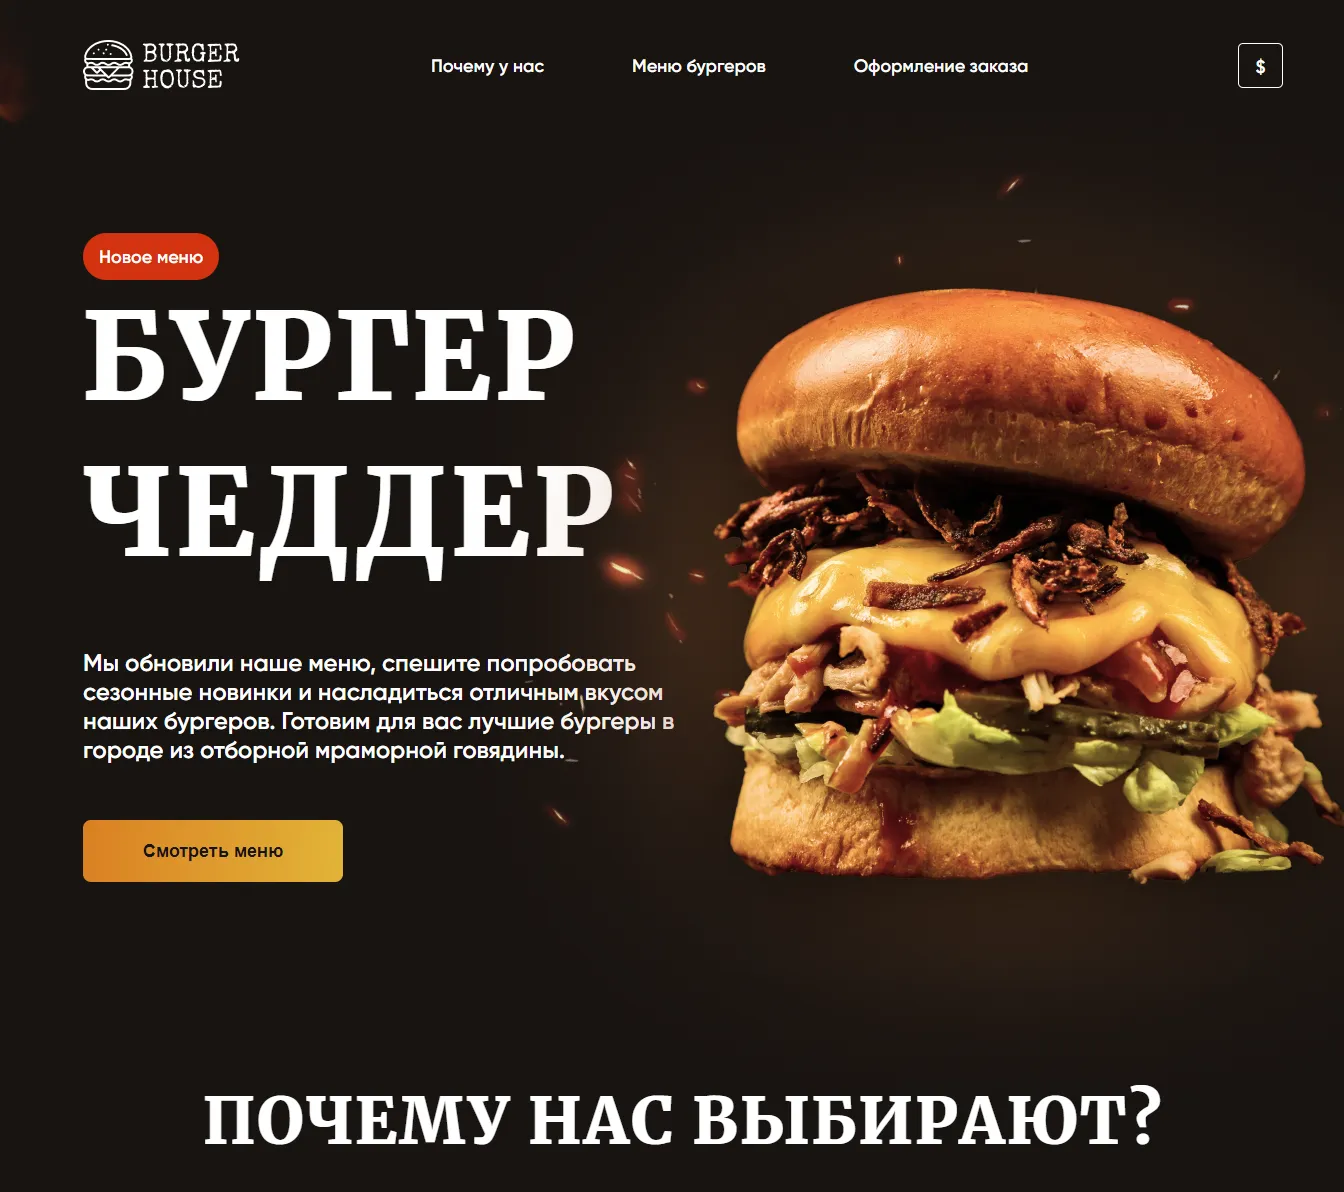 BURGER
HOUSE
Почему у нас
Меню бургеров
Оформление заказа
$
Новое меню
БУРГЕР
ЧЕДДЕР
Мы обновили наше меню, спешите попробовать
сезонные новинки и насладиться отличным вкусом
наших бургеров. Готовим для вас лучшие бургеры в
городе из отборной мраморной говядины.
Смотреть меню
ПОЧЕМУ НАС ВЫБИРАЮТ?